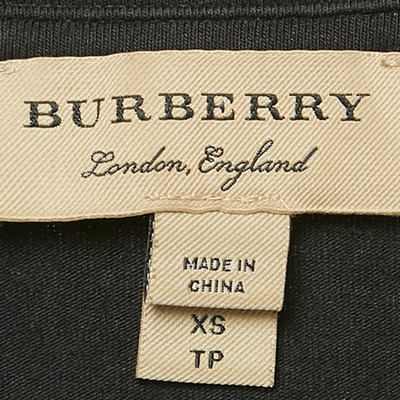 BURBERRY
London, England
MADE IN
CHINA
XS
TP